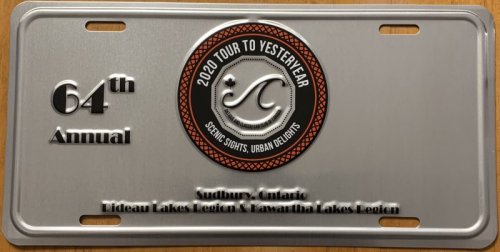 64th
Annual
2020 TOUR TO YESTERYEAR
SCENIC SIGHTS, URBAN DELIGHTS
Sudbury, Ontario
Rideau Lakes Region & Kawartha Lakes Region